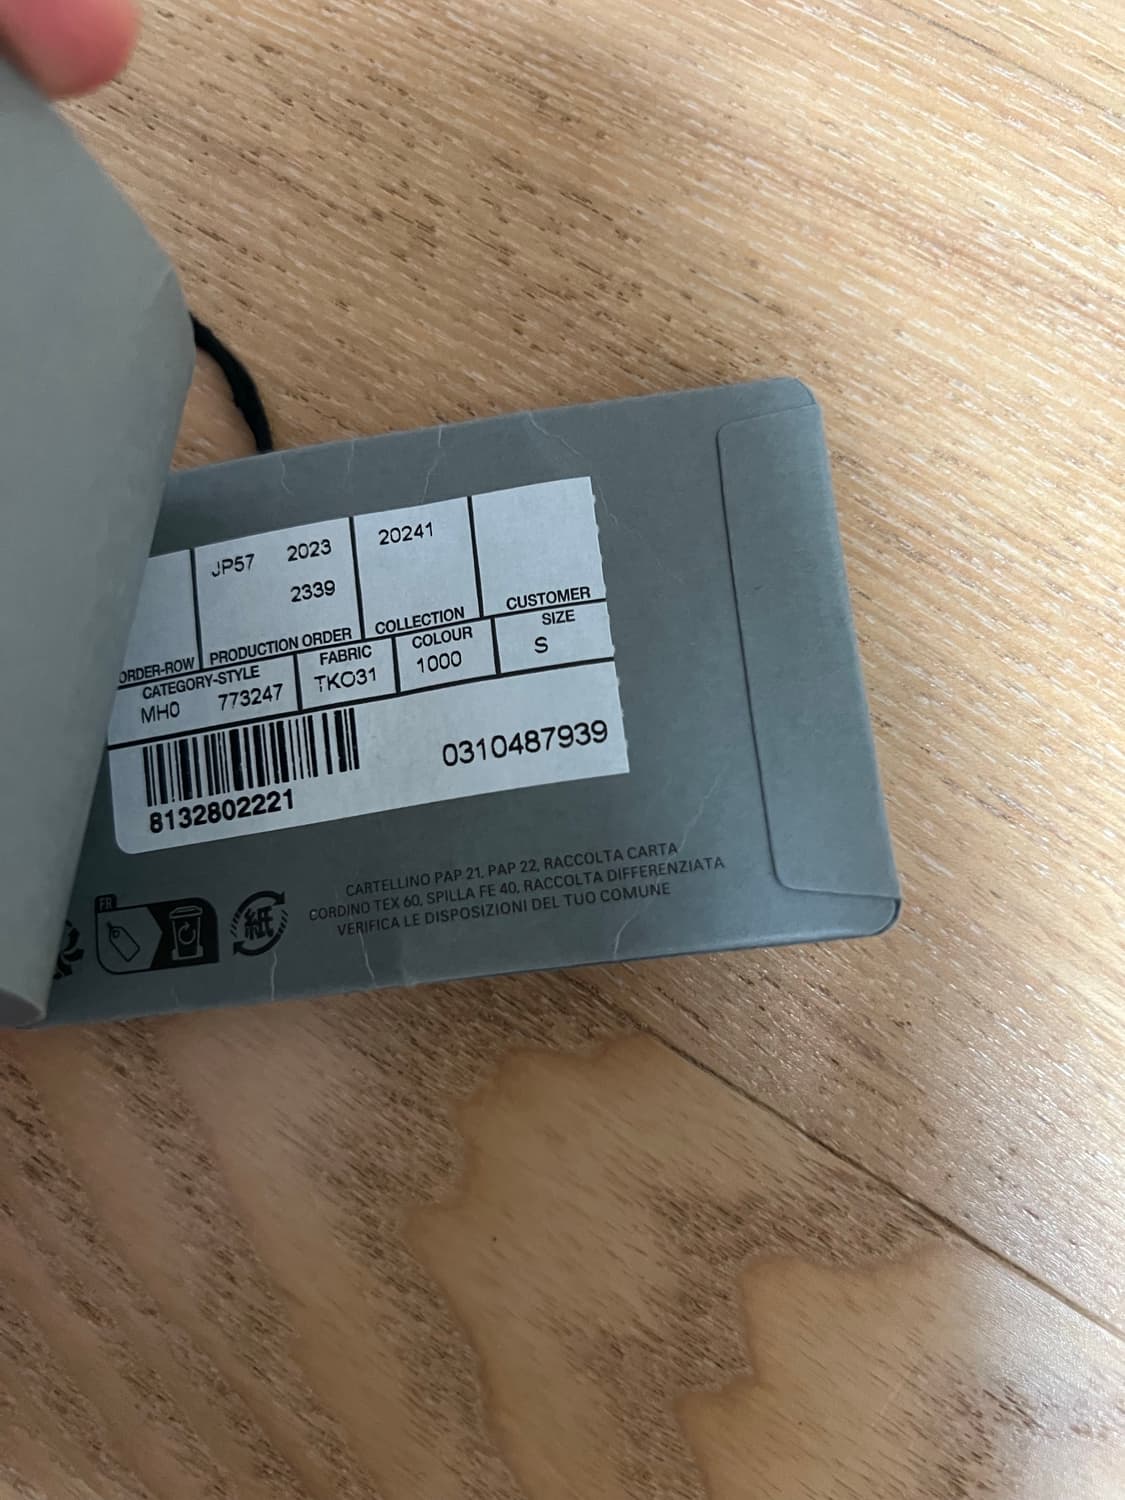 JP57 2023 20241
2339
ORDER-ROW PRODUCTION ORDER COLLECTION CUSTOMER
CATEGORY-STYLE FABRIC COLOUR SIZE
MH0 773247 TKO31 1000 S
0310487939
8132802221
CARTELLINO PAP 21, PAP 22, RACCOLTA CARTA
CORDINO TEX 60, SPILLA FE 40, RACCOLTA DIFFERENZIATA
VERIFICA LE DISPOSIZIONI DEL TUO COMUNE
FR
紙